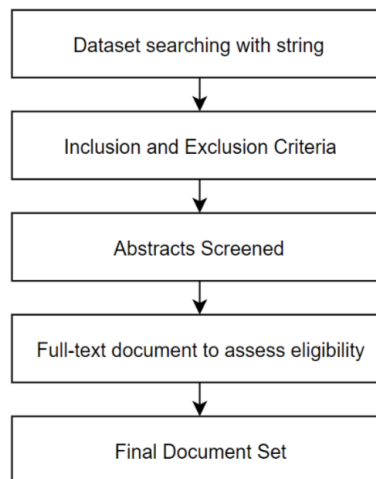 Dataset searching with string
Inclusion and Exclusion Criteria
Abstracts Screened
Full-text document to assess eligibility
Final Document Set